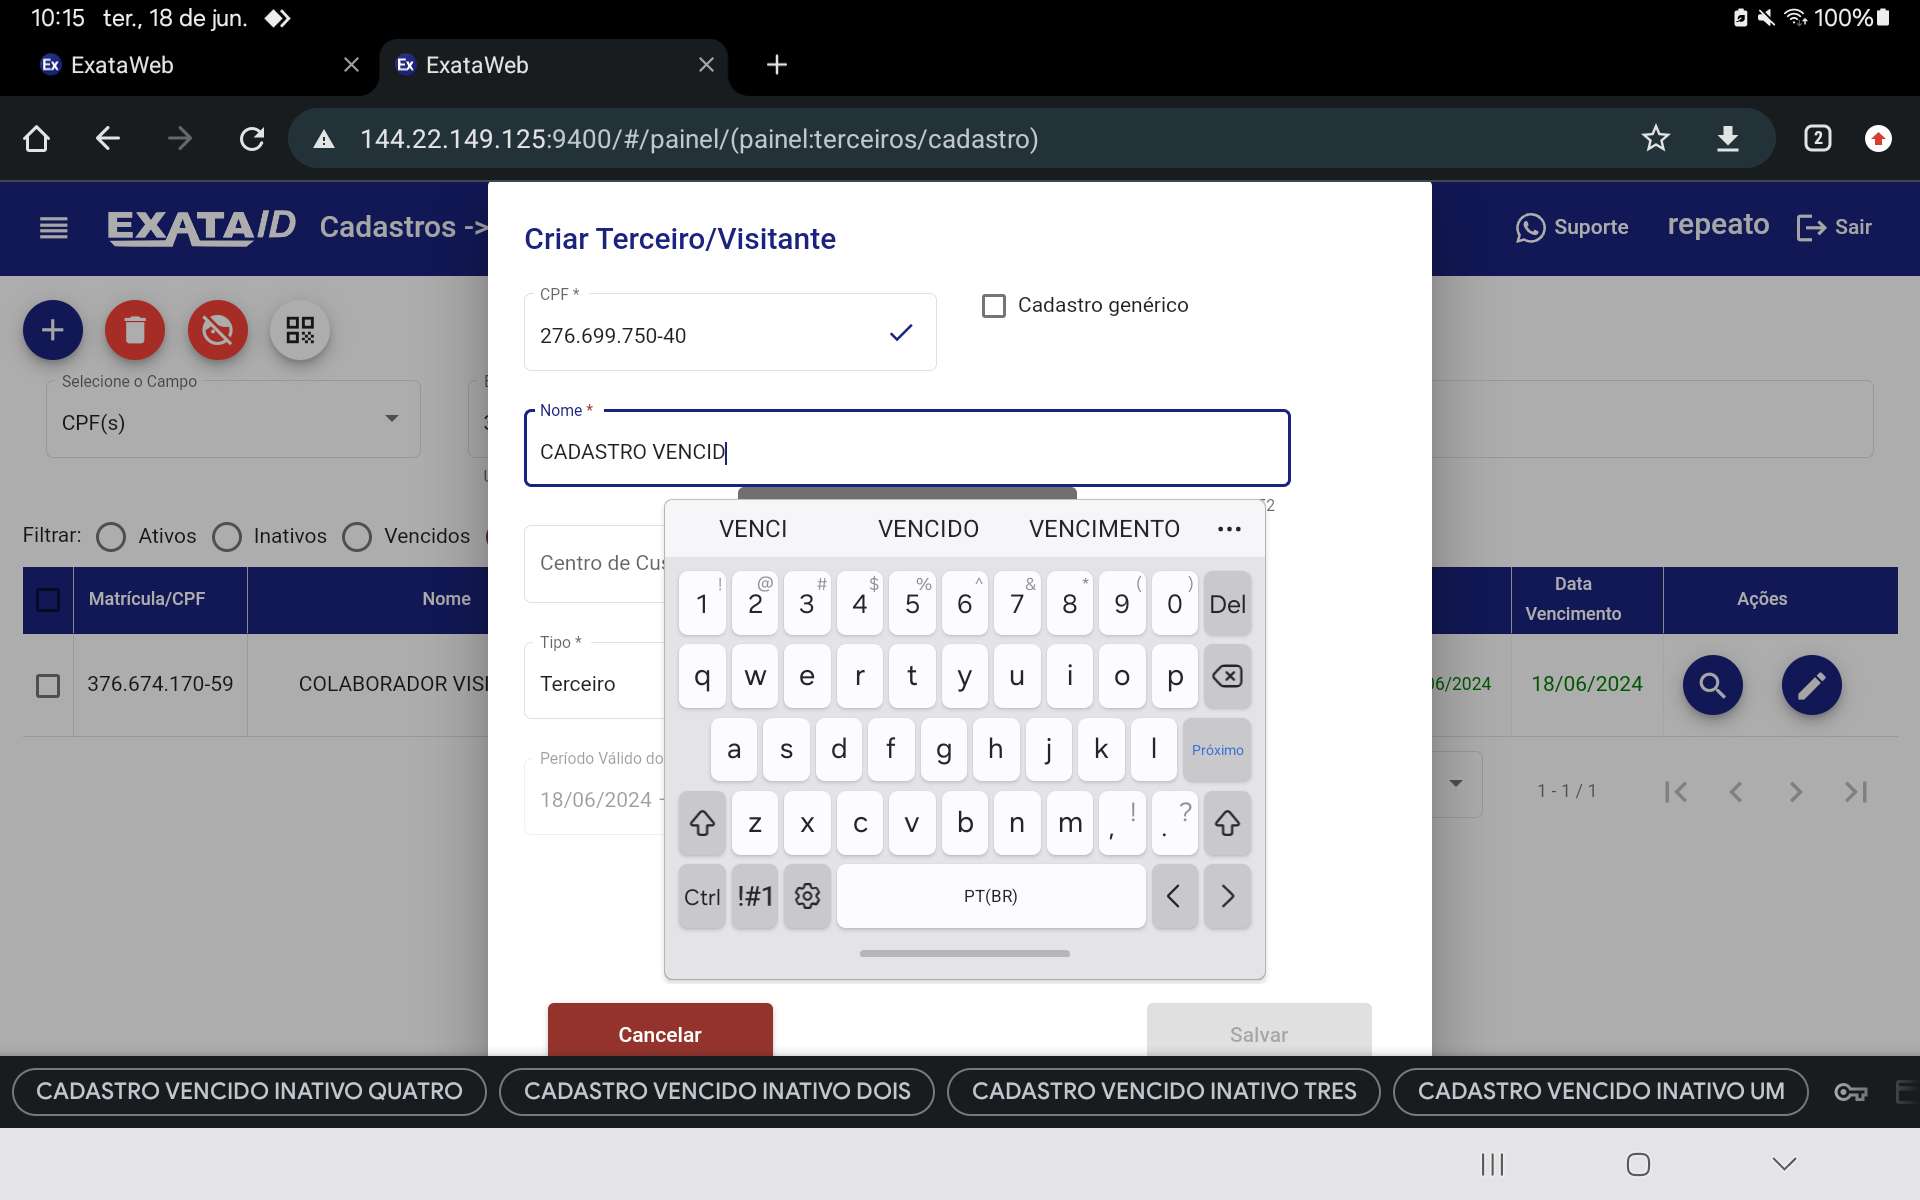 10:15 ter., 18 de jun. 100%
Ex ExataWeb Ex ExataWeb
144.22.149.125:9400/#/painel/(painel:terceiros/cadastro) 2
EXATAID Cadastros -> Suporte repeato Sair
Criar Terceiro/Visitante
CPF *
276.699.750-40
Cadastro genérico
Selecione o Campo
CPF(s)
Nome *
CADASTRO VENCID
Filtrar: Ativos Inativos Vencidos
Centro de Cus
Matrícula/CPF Nome Data Vencimento Ações
Tipo *
Terceiro
376.674.170-59 COLABORADOR VISI 06/2024 18/06/2024
Período Válido do
18/06/2024 -
1 - 1 / 1
VENCI VENCIDO VENCIMENTO ...
! @ # $ % ^ & * ( )
1 2 3 4 5 6 7 8 9 0 Del
q w e r t y u i o p
a s d f g h j k l Próximo
z x c v b n m , ! . ?
Ctrl !#1 PT(BR) < >
Cancelar Salvar
CADASTRO VENCIDO INATIVO QUATRO CADASTRO VENCIDO INATIVO DOIS CADASTRO VENCIDO INATIVO TRES CADASTRO VENCIDO INATIVO UM